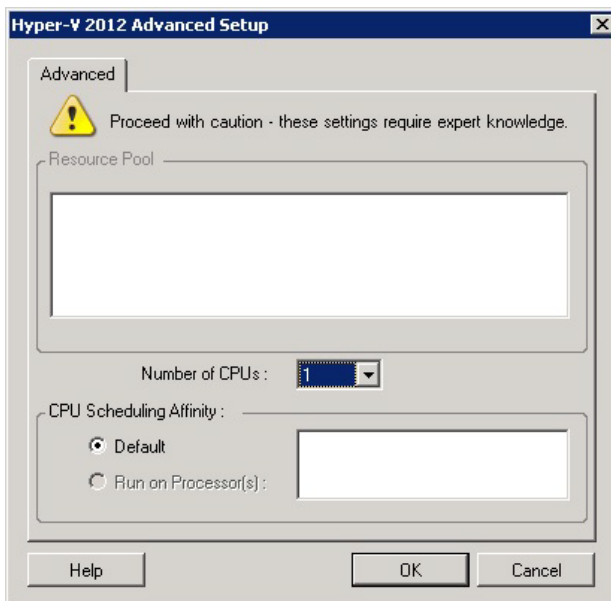 Hyper-V 2012 Advanced Setup
Advanced
Proceed with caution - these settings require expert knowledge.
Resource Pool
Number of CPUs :
1
CPU Scheduling Affinity :
Default
Run on Processor(s) :
Help
OK
Cancel